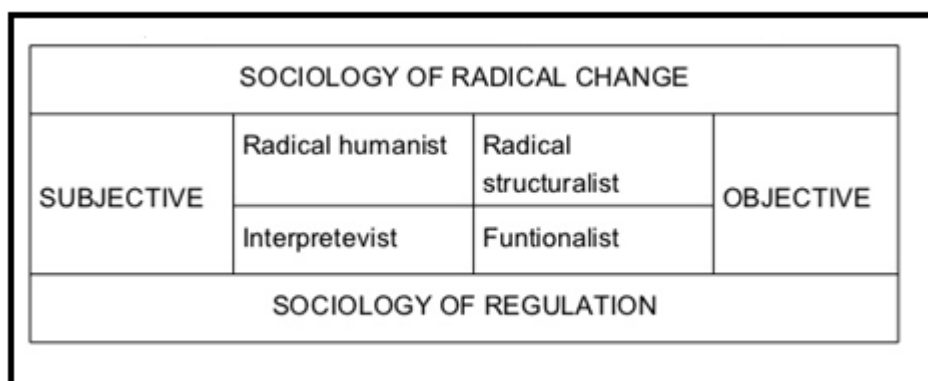 SOCIOLOGY OF RADICAL CHANGE
SUBJECTIVE
Radical humanist
Radical
structuralist
OBJECTIVE
Interpretevist
Funtionalist
SOCIOLOGY OF REGULATION